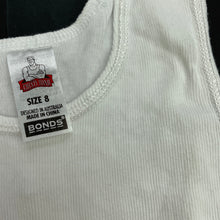 SIZE 8
DESIGNED IN AUSTRALIA
MADE IN CHINA
BONDS